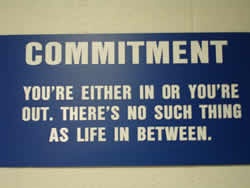 COMMITMENT
YOU'RE EITHER IN OR YOU'RE
OUT. THERE'S NO SUCH THING
AS LIFE IN BETWEEN.